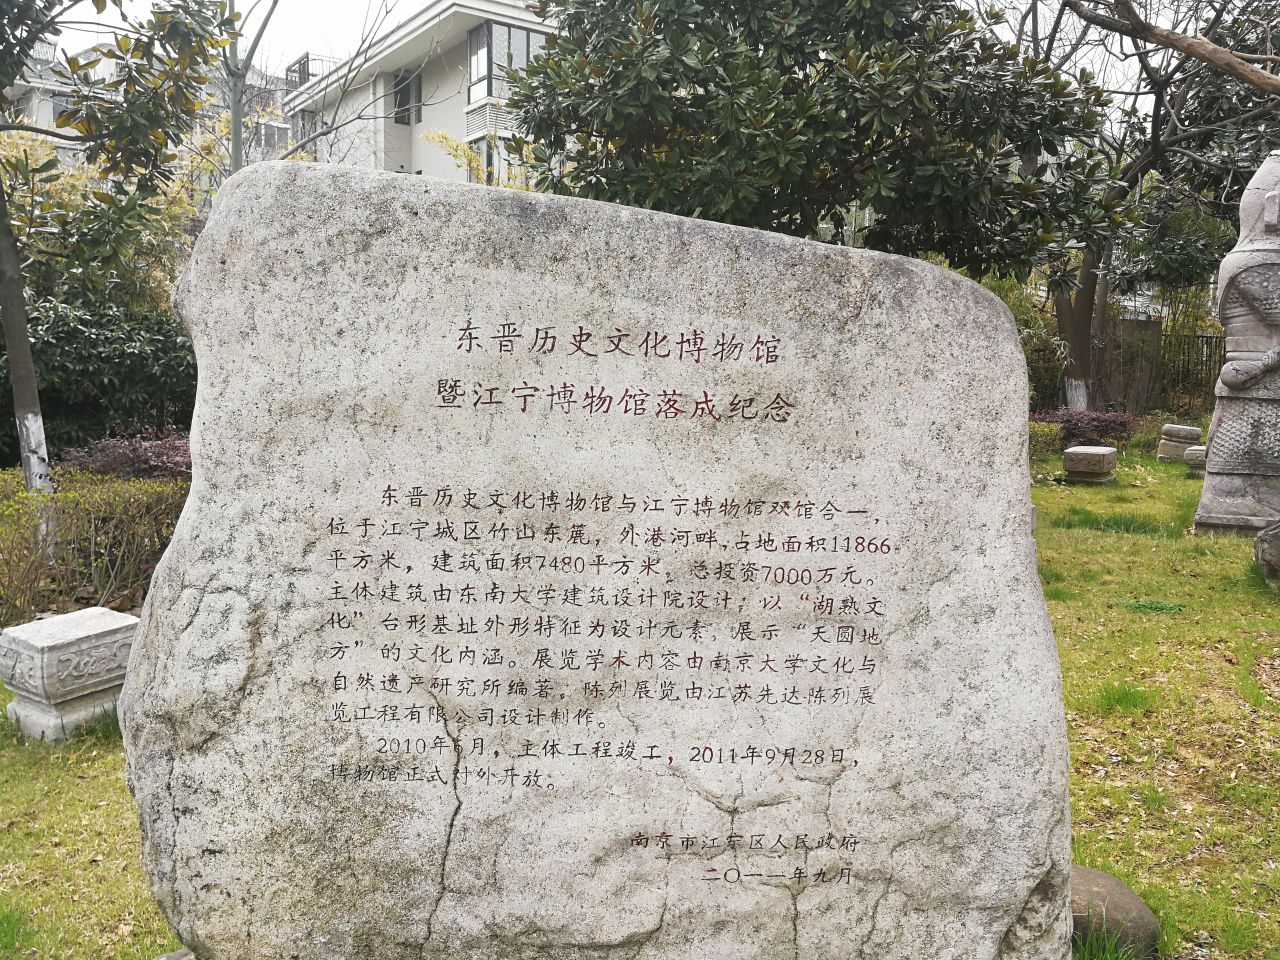 东晋历史文化博物馆
暨江宁博物馆落成纪念
东晋历史文化博物馆与江宁博物馆双馆合一，
位于江宁城区竹山东麓，外港河畔，占地面积11866
平方米，建筑面积7480平方米，总投资7000万元。
主体建筑由东南大学建筑设计院设计；以“湖熟文
化”台形基址外形特征为设计元素，展示“天圆地
方”的文化内涵。展览学术内容由南京大学文化与
自然遗产研究所编著，陈列展览由江苏先达陈列展
览工程有限公司设计制作。
2010年6月，主体工程竣工，2011年9月28日，
博物馆正式对外开放。
南京市江宁区人民政府
二〇一一年九月